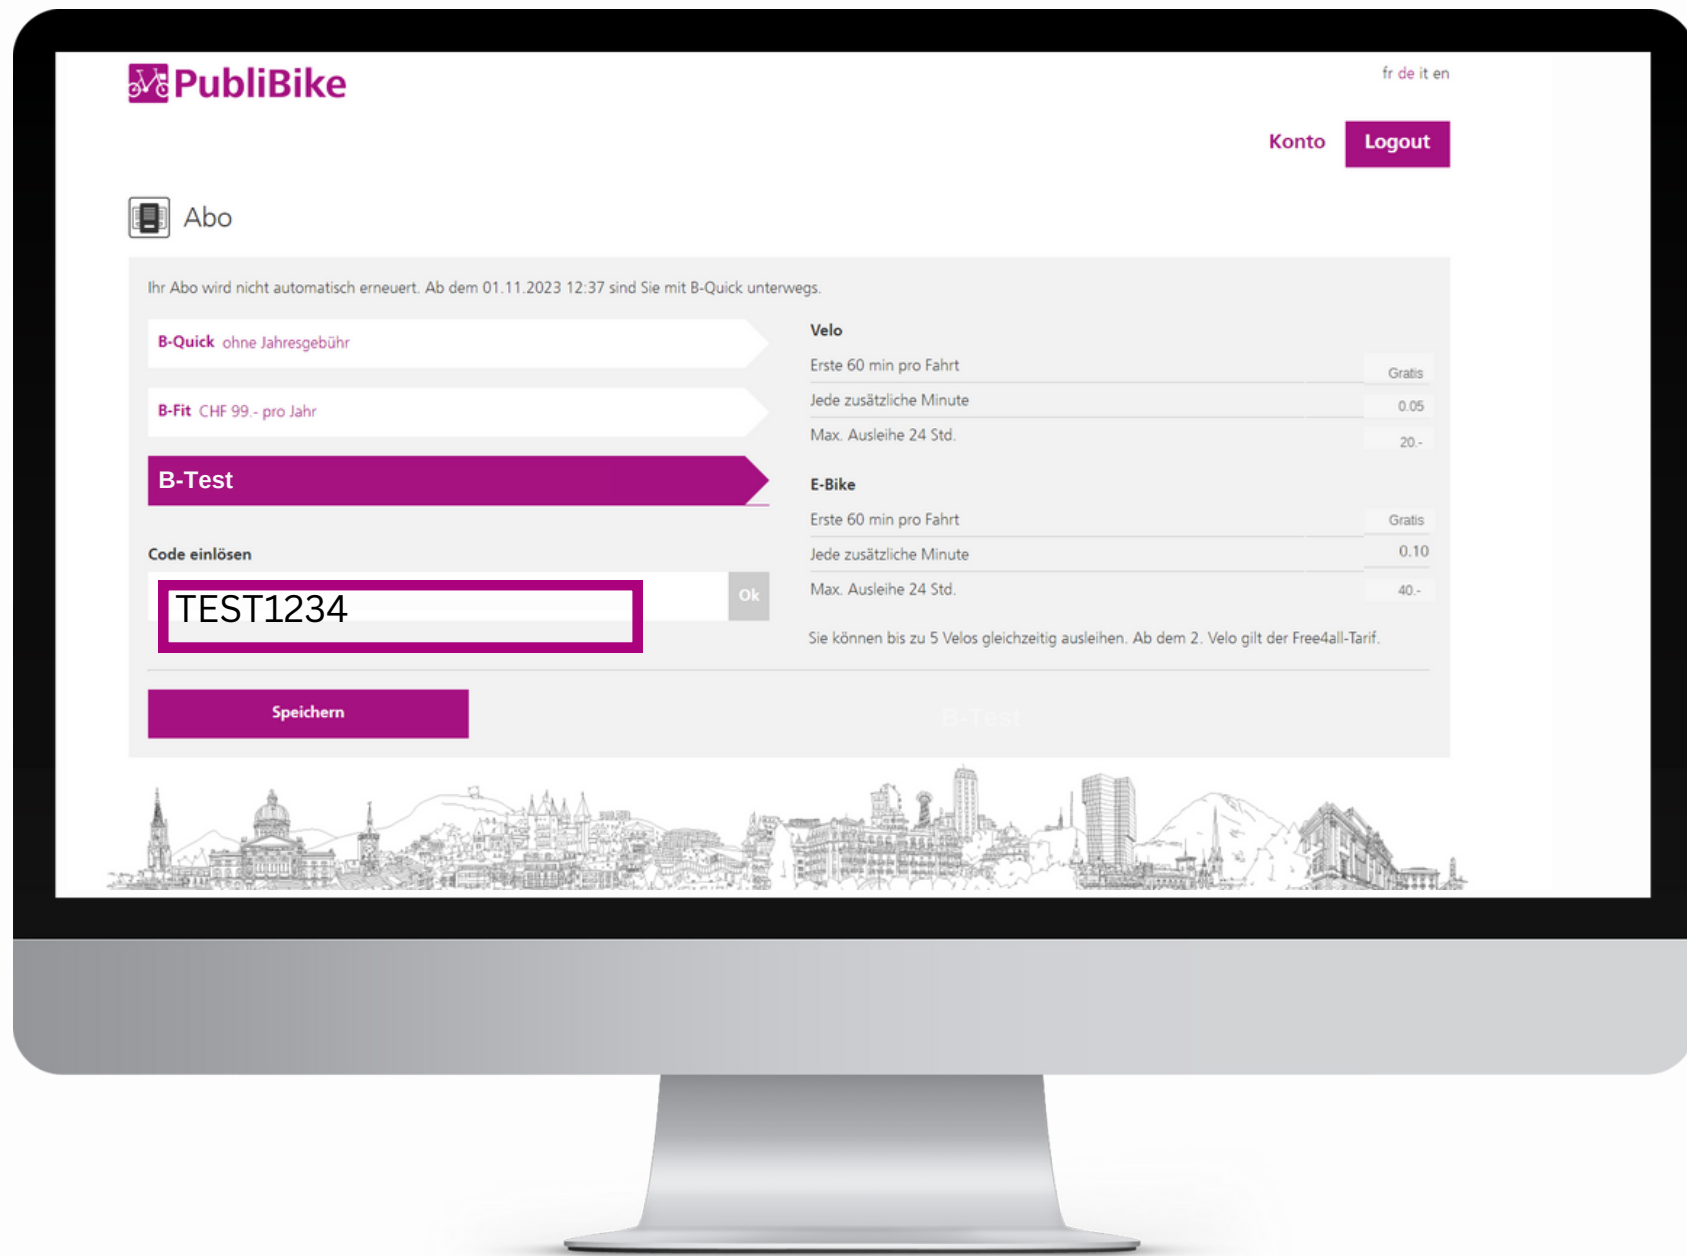 PubliBike
fr de it en
Konto
Logout
Abo
Ihr Abo wird nicht automatisch erneuert. Ab dem 01.11.2023 12:37 sind Sie mit B-Quick unterwegs.
B-Quick ohne Jahresgebühr
B-Fit CHF 99.- pro Jahr
B-Test
Code einlösen
TEST1234
Ok
Speichern
Velo
Erste 60 min pro Fahrt Gratis
Jede zusätzliche Minute 0.05
Max. Ausleihe 24 Std. 20.-
E-Bike
Erste 60 min pro Fahrt Gratis
Jede zusätzliche Minute 0.10
Max. Ausleihe 24 Std. 40.-
Sie können bis zu 5 Velos gleichzeitig ausleihen. Ab dem 2. Velo gilt der Free4all-Tarif.
B-Test